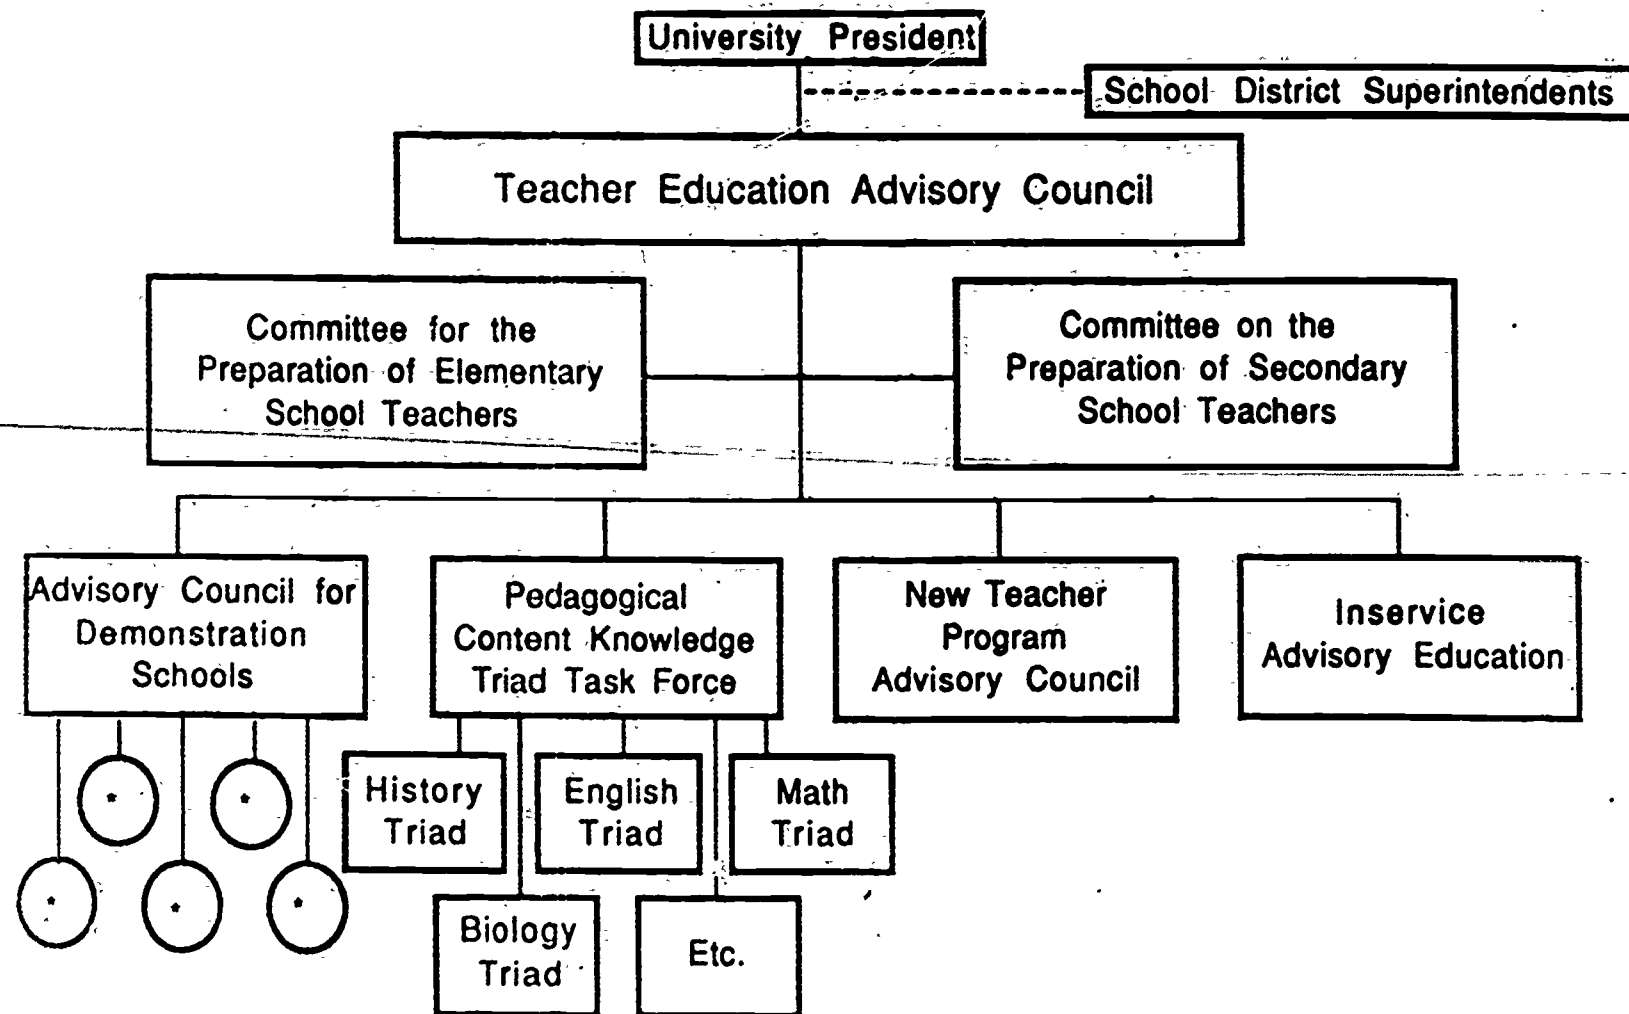 University President
School District Superintendents
Teacher Education Advisory Council
Committee for the
Preparation of Elementary
School Teachers
Committee on the
Preparation of Secondary
School Teachers
Advisory Council for
Demonstration
Schools
Pedagogical
Content Knowledge
Triad Task Force
New Teacher
Program
Advisory Council
Inservice
Advisory Education
*
*
*
*
*
History
Triad
English
Triad
Math
Triad
Biology
Triad
Etc.